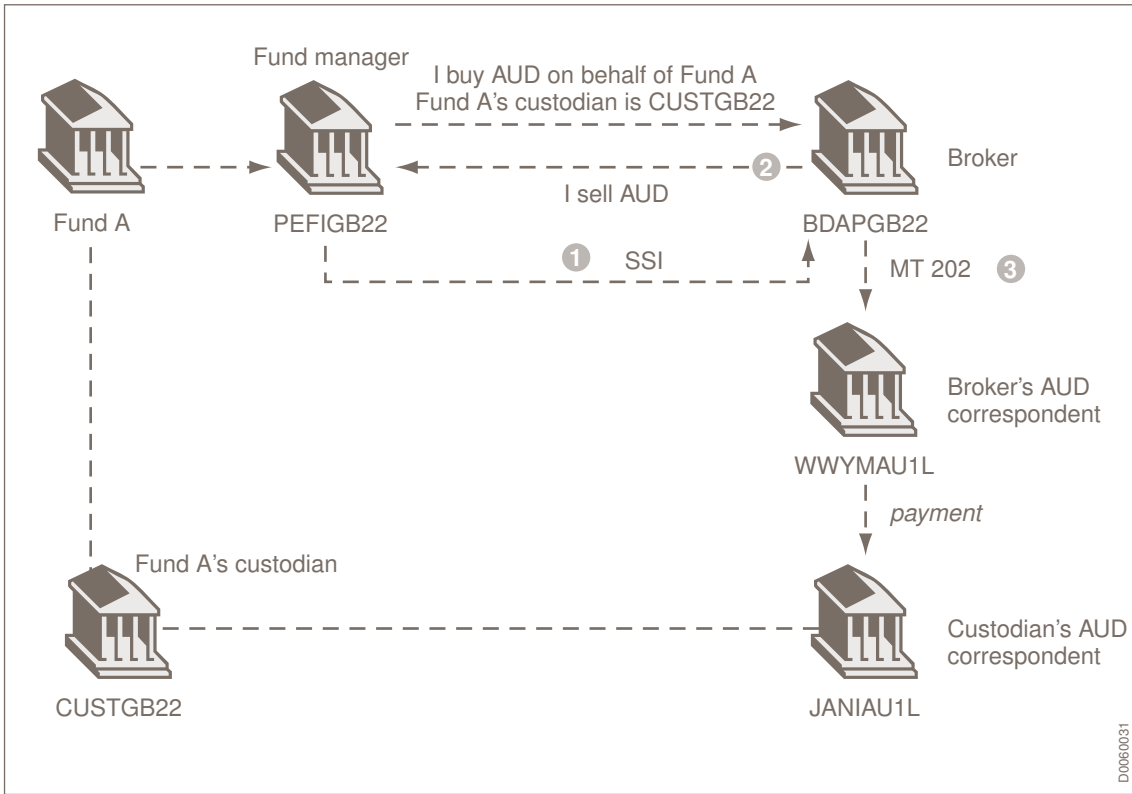 Fund manager
I buy AUD on behalf of Fund A
Fund A's custodian is CUSTGB22
2
Broker
I sell AUD
Fund A
PEFIGB22
BDAPGB22
1
SSI
MT 202
3
Broker's AUD
correspondent
WWYMAU1L
payment
Fund A's custodian
Custodian's AUD
correspondent
CUSTGB22
JANIAU1L
D0060031